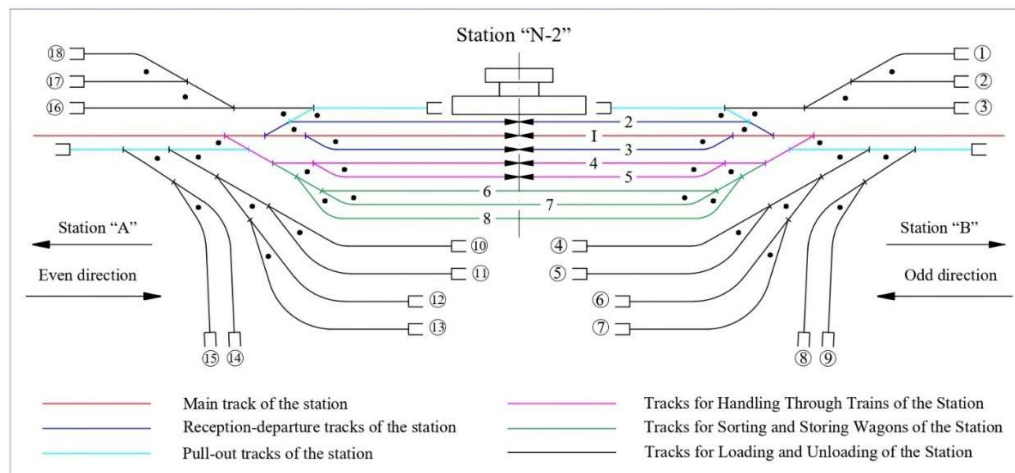 Station “N-2”
⑱
⑰
⑯
①
②
③
2
I
3
4
5
6
7
8
Station “A”
Even direction
Station “B”
Odd direction
⑩
⑪
⑫
⑬
⑮
⑭
④
⑤
⑥
⑦
⑧
⑨
Main track of the station
Reception-departure tracks of the station
Pull-out tracks of the station
Tracks for Handling Through Trains of the Station
Tracks for Sorting and Storing Wagons of the Station
Tracks for Loading and Unloading of the Station